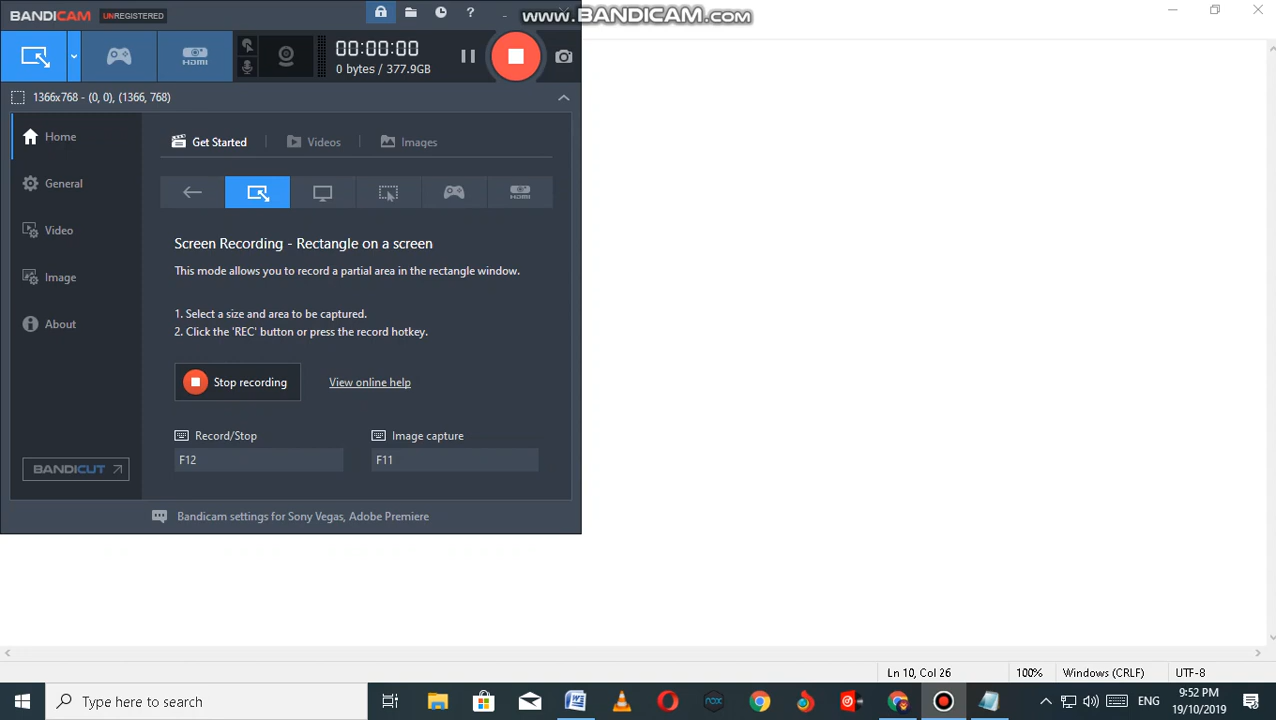 BANDICAM UNREGISTERED
www.BANDICAM.com
HDMI
00:00:00
0 bytes / 377.9GB
1366x768 - (0, 0), (1366, 768)
Home
General
Video
Image
About
BANDICUT
Get Started
Videos
Images
HDMI
Screen Recording - Rectangle on a screen
This mode allows you to record a partial area in the rectangle window.
1. Select a size and area to be captured.
2. Click the 'REC' button or press the record hotkey.
Stop recording
View online help
Record/Stop
Image capture
F12
F11
Bandicam settings for Sony Vegas, Adobe Premiere
Ln 10, Col 26
100%
Windows (CRLF)
UTF-8
Type here to search
nox
ENG
9:52 PM
19/10/2019